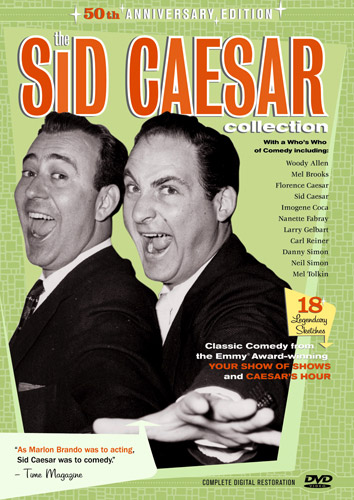 50th ANNIVERSARY EDITION
the
SiD CAESAR
collection
With a Who's Who
of Comedy including:
Woody Allen
Mel Brooks
Florence Caesar
Sid Caesar
Imogene Coca
Nanette Fabray
Larry Gelbart
Carl Reiner
Danny Simon
Neil Simon
Mel Tolkin
18
Legendary
Sketches
Classic Comedy from
the Emmy® Award-winning
YOUR SHOW OF SHOWS
and CAESAR'S HOUR
"As Marlon Brando was to acting,
Sid Caesar was to comedy."
– Time Magazine
COMPLETE DIGITAL RESTORATION
DVD
VIDEO